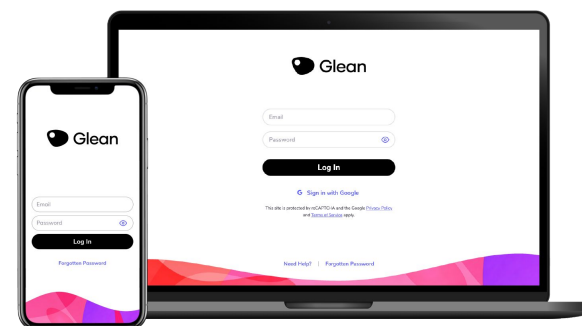 Glean
Email
Password
Log In
Forgotten Password
Glean
Email
Password
Log In
G Sign in with Google
This site is protected by reCAPTCHA and the Google Privacy Policy
and Terms of Service apply.
Need Help? | Forgotten Password